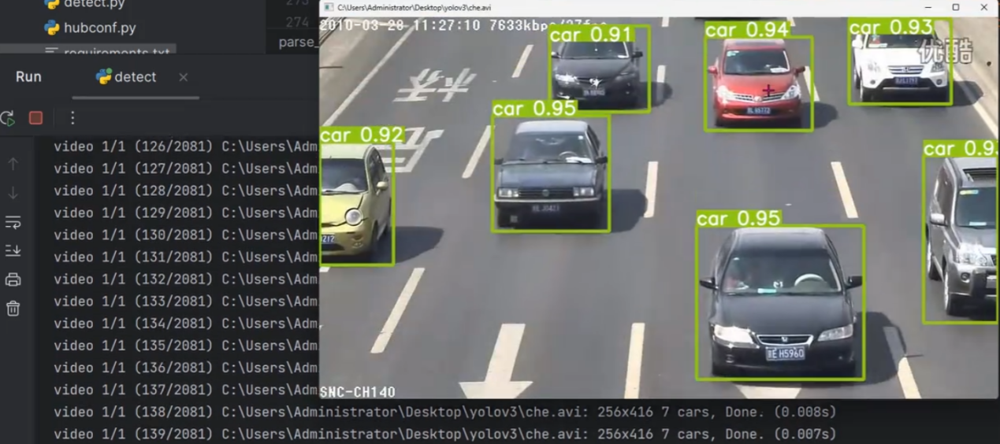 detect.py
hubconf.py
requirements.txt
273
274
parse_
Run
detect
C:\Users\Administrator\Desktop\yolov3\che.avi
2010-03-28 11:27:10 7633kbps/27fps
优酷
car 0.91
car 0.94
car 0.93
car 0.95
car 0.92
car 0.9
car 0.95
京E H5960
SNC-CH140
video 1/1 (126/2081) C:\Users\Adm
video 1/1 (127/2081) C:\Users\Adm
video 1/1 (128/2081) C:\Users\Adm
video 1/1 (129/2081) C:\Users\Adm
video 1/1 (130/2081) C:\Users\Adm
video 1/1 (131/2081) C:\Users\Adm
video 1/1 (132/2081) C:\Users\Adm
video 1/1 (133/2081) C:\Users\Adm
video 1/1 (134/2081) C:\Users\Adm
video 1/1 (135/2081) C:\Users\Adm
video 1/1 (136/2081) C:\Users\Adm
video 1/1 (137/2081) C:\Users\Adm
video 1/1 (138/2081) C:\Users\Administrator\Desktop\yolov3\che.avi: 256x416 7 cars, Done. (0.008s)
video 1/1 (139/2081) C:\Users\Administrator\Desktop\yolov3\che.avi: 256x416 7 cars, Done. (0.007s)